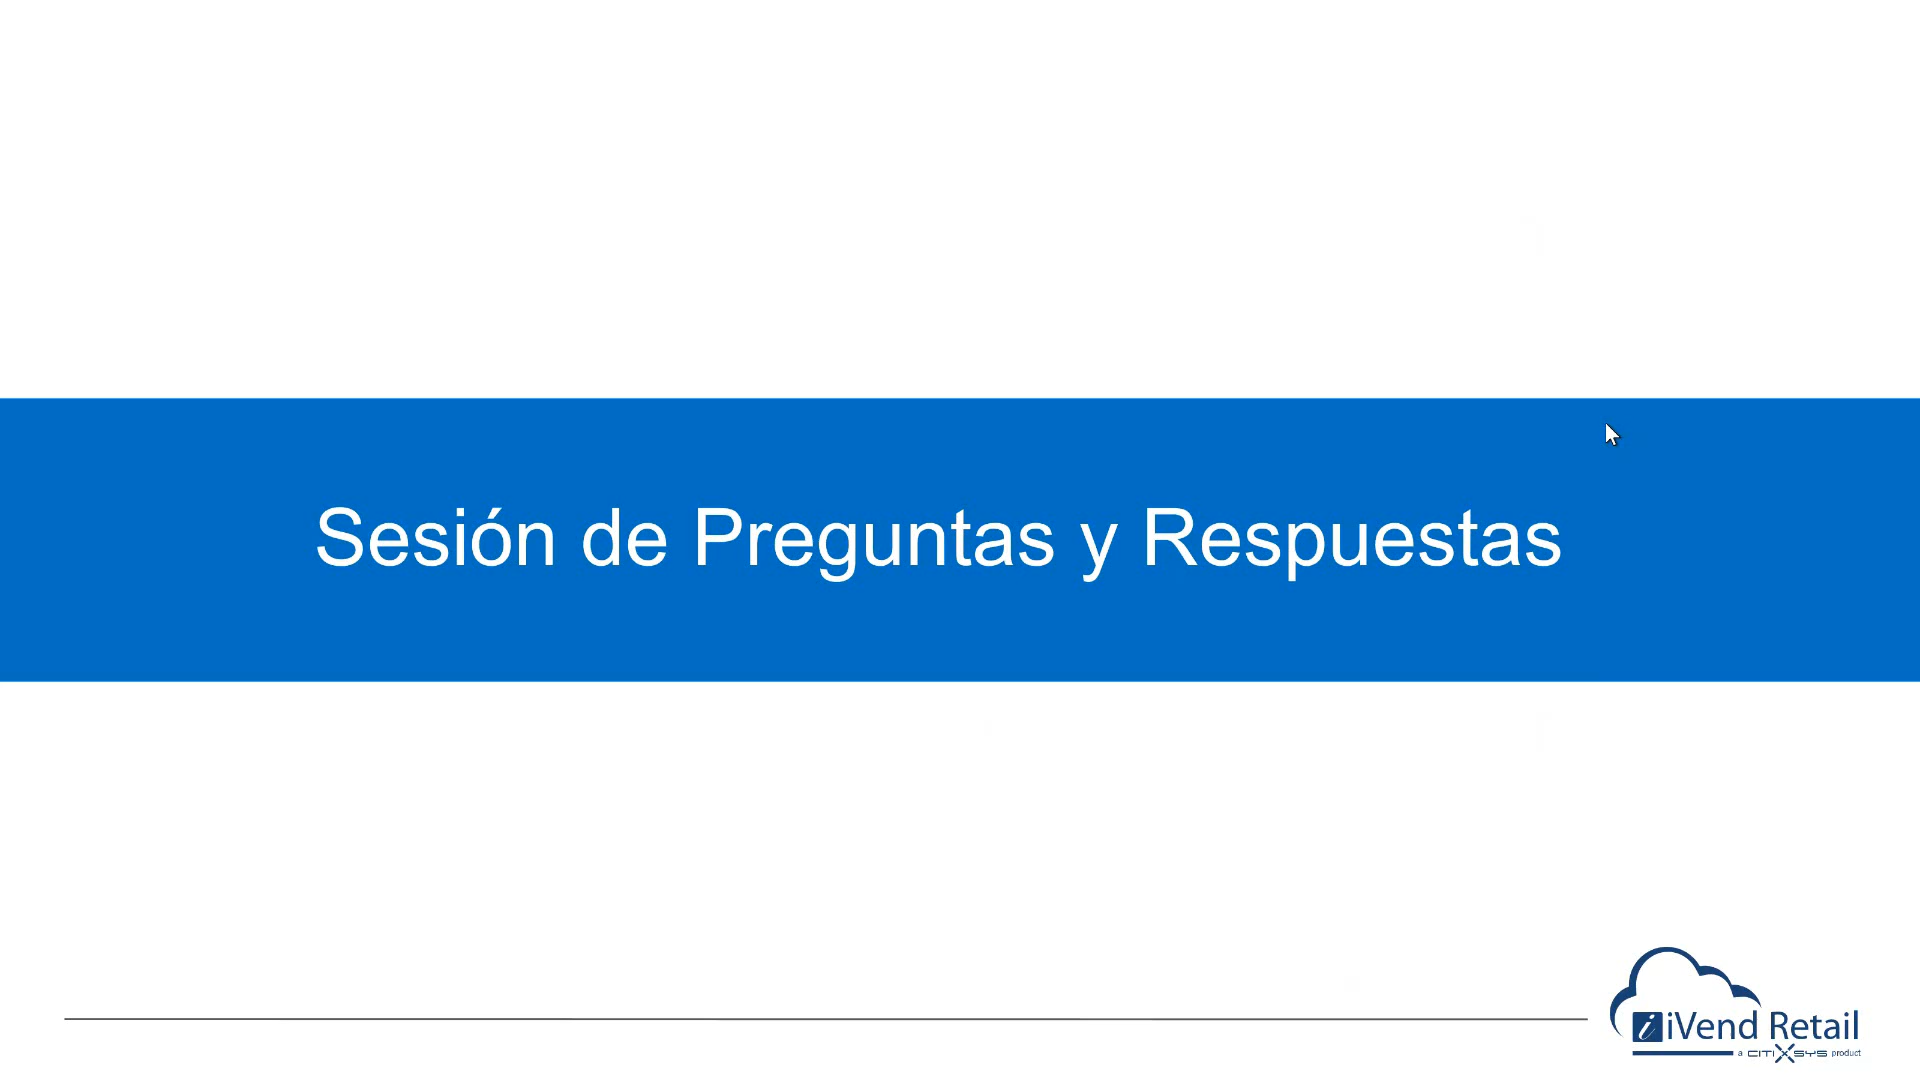 Sesión de Preguntas y Respuestas
i iVend Retail
a CITIXSYS product